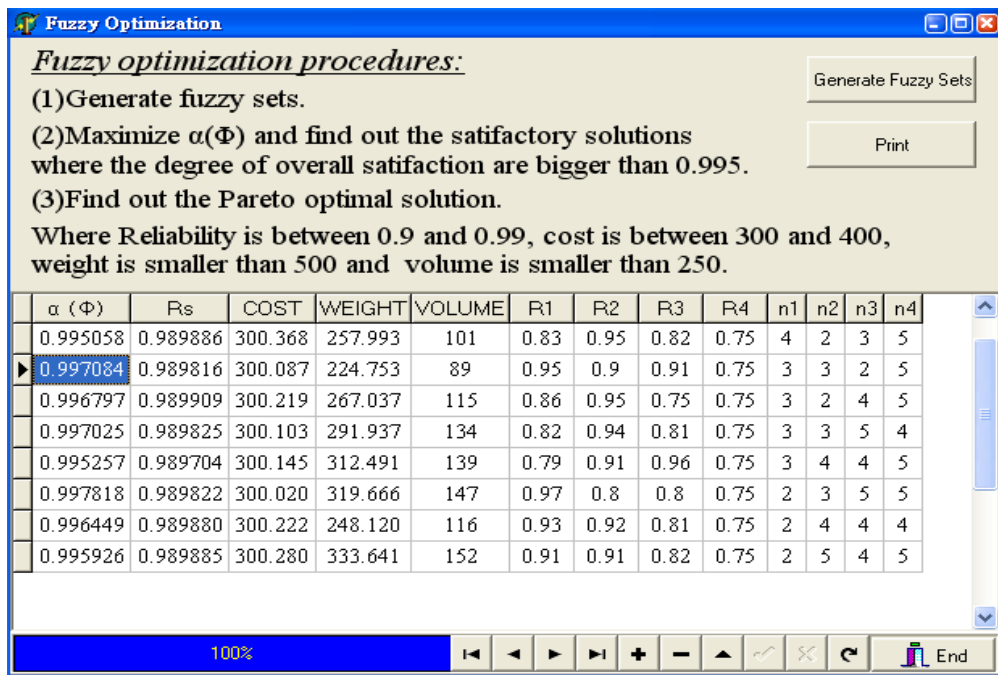 Fuzzy Optimization
Fuzzy optimization procedures:
(1)Generate fuzzy sets.
(2)Maximize α(Φ) and find out the satifactory solutions
where the degree of overall satifaction are bigger than 0.995.
(3)Find out the Pareto optimal solution.
Where Reliability is between 0.9 and 0.99, cost is between 300 and 400,
weight is smaller than 500 and volume is smaller than 250.
Generate Fuzzy Sets
Print
α (Φ) Rs COST WEIGHT VOLUME R1 R2 R3 R4 n1 n2 n3 n4
0.995058 0.989886 300.368 257.993 101 0.83 0.95 0.82 0.75 4 2 3 5
0.997084 0.989816 300.087 224.753 89 0.95 0.9 0.91 0.75 3 3 2 5
0.996797 0.989909 300.219 267.037 115 0.86 0.95 0.75 0.75 3 2 4 5
0.997025 0.989825 300.103 291.937 134 0.82 0.94 0.81 0.75 3 3 5 4
0.995257 0.989704 300.145 312.491 139 0.79 0.91 0.96 0.75 3 4 4 5
0.997818 0.989822 300.020 319.666 147 0.97 0.8 0.8 0.75 2 3 5 5
0.996449 0.989880 300.222 248.120 116 0.93 0.92 0.81 0.75 2 4 4 4
0.995926 0.989885 300.280 333.641 152 0.91 0.91 0.82 0.75 2 5 4 5
100%
End